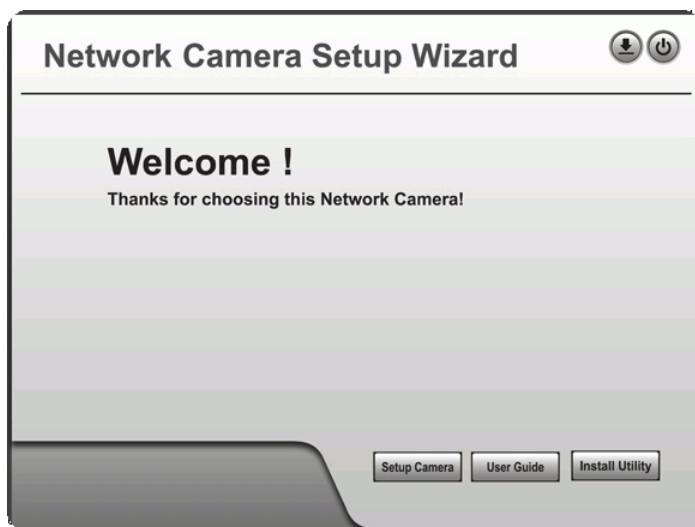 Network Camera Setup Wizard
Welcome !
Thanks for choosing this Network Camera!
Setup Camera
User Guide
Install Utility